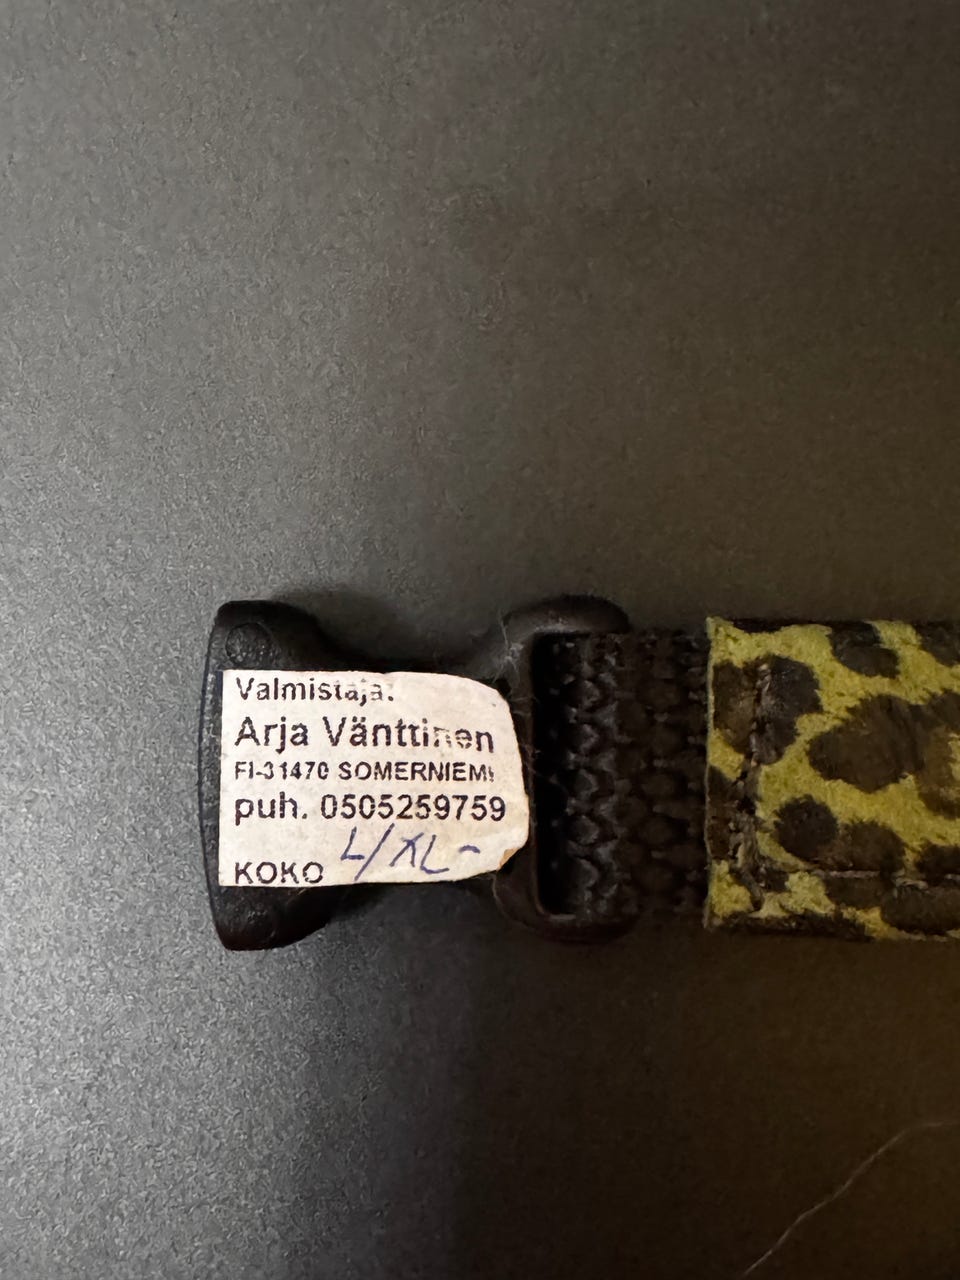 Valmistaja:
Arja Vänttinen
FI-31470 SOMERNIEMI
puh. 0505259759
KOKO L/XL-